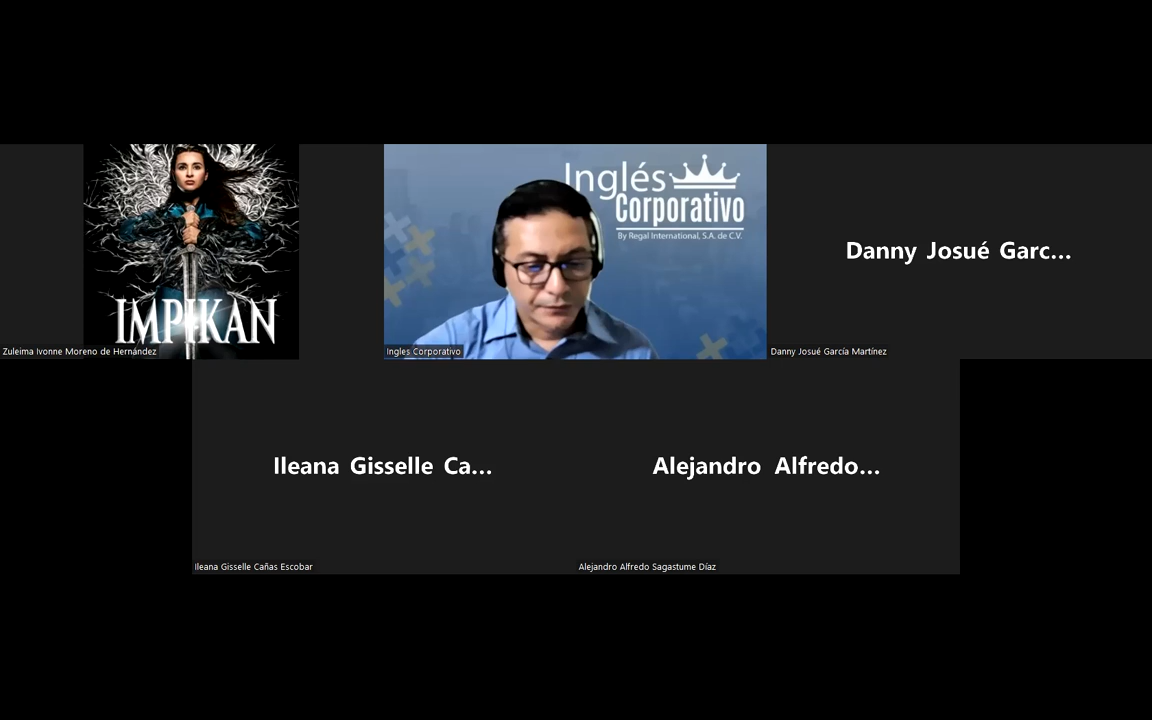 IMPIKAN
Zuleima Ivonne Moreno de Hernández
Inglés
Corporativo
By Regal International, S.A. de C.V.
Ingles Corporativo
Danny Josué Garc...
Danny Josué García Martínez
Ileana Gisselle Ca...
Ileana Gisselle Cañas Escobar
Alejandro Alfredo...
Alejandro Alfredo Sagastume Díaz